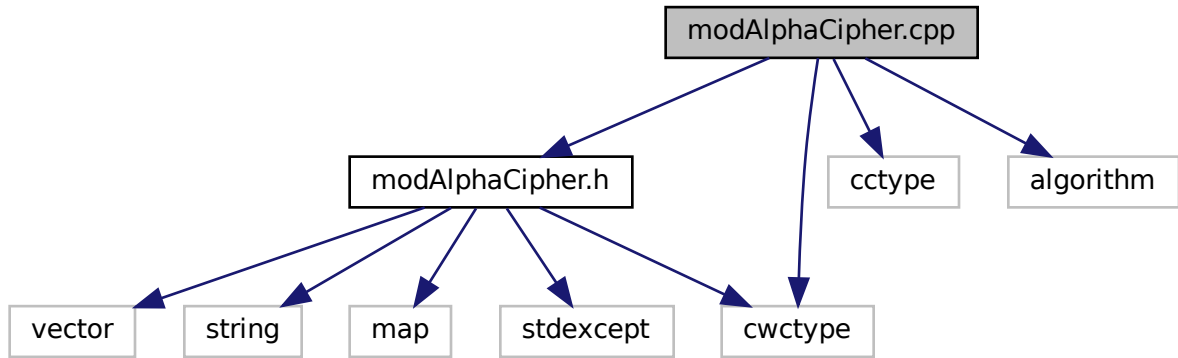 modAlphaCipher.cpp
modAlphaCipher.h
cctype
algorithm
vector
string
map
stdexcept
cwctype